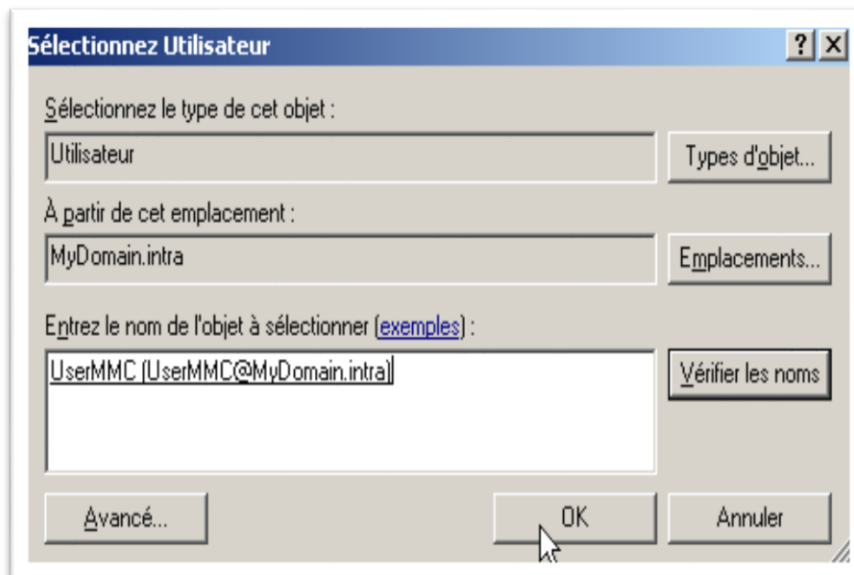 Sélectionnez Utilisateur
Sélectionnez le type de cet objet :
Utilisateur
Types d'objet...
À partir de cet emplacement :
MyDomain.intra
Emplacements...
Entrez le nom de l'objet à sélectionner (exemples) :
UserMMC (UserMMC@MyDomain.intra)
Vérifier les noms
Avancé...
OK
Annuler